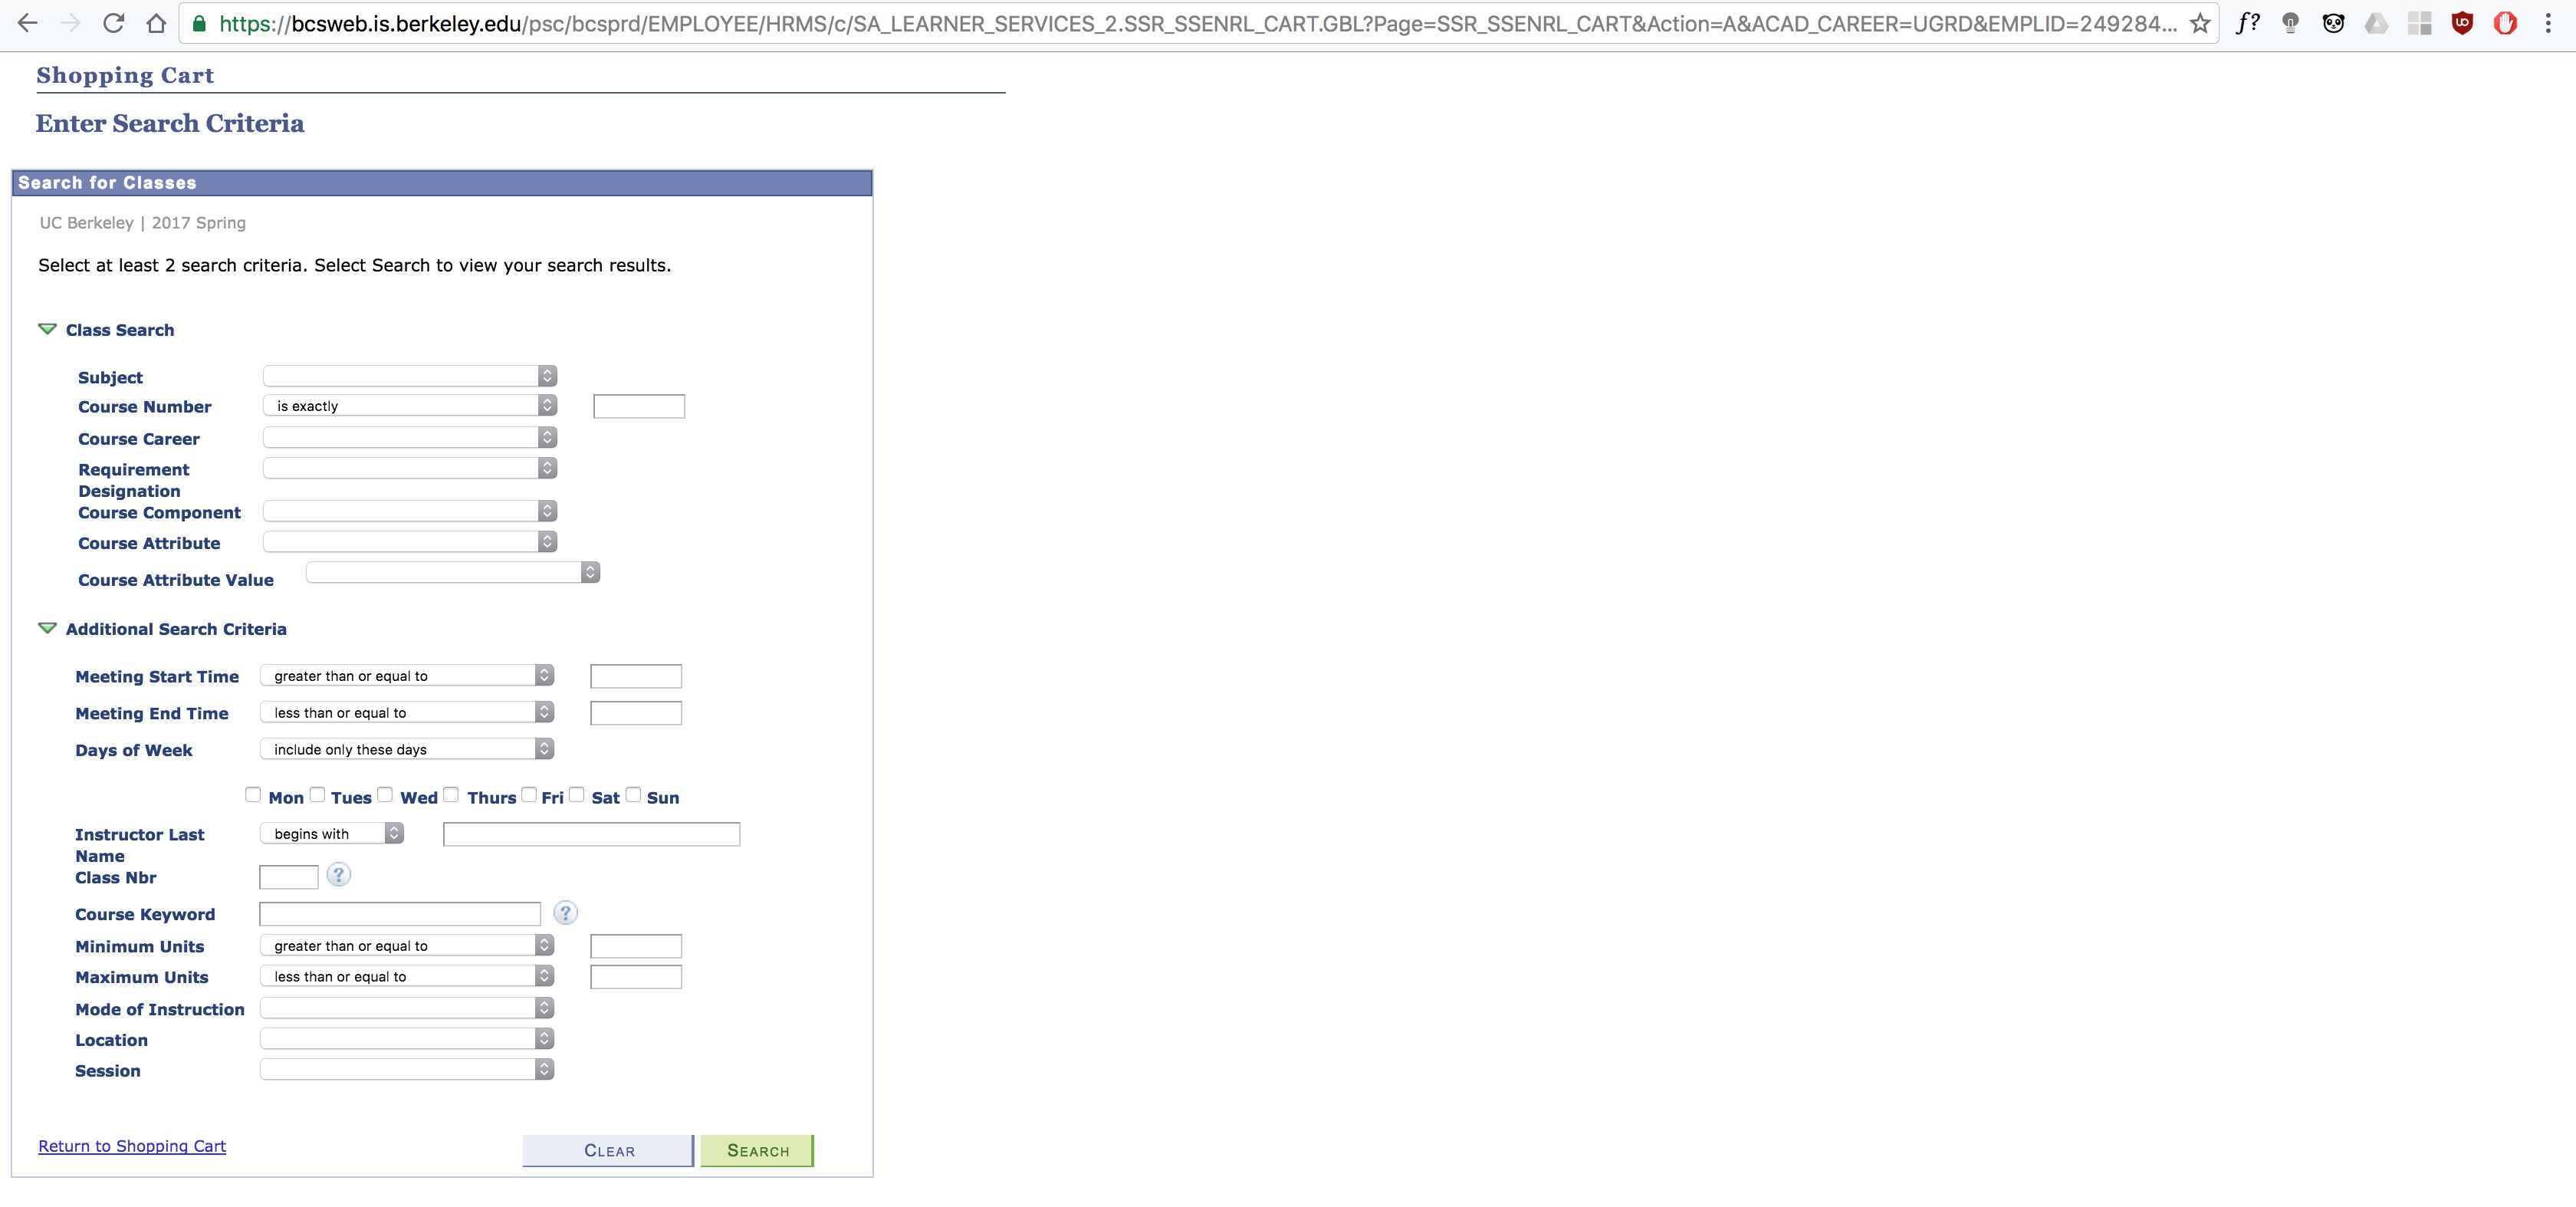 https://bcsweb.is.berkeley.edu/psc/bcsprd/EMPLOYEE/HRMS/c/SA_LEARNER_SERVICES_2.SSR_SSENRL_CART.GBL?Page=SSR_SSENRL_CART&Action=A&ACAD_CAREER=UGRD&EMPLID=249284... f?
Shopping Cart
Enter Search Criteria
Search for Classes
UC Berkeley | 2017 Spring
Select at least 2 search criteria. Select Search to view your search results.
Class Search
Subject
Course Number is exactly
Course Career
Requirement
Designation
Course Component
Course Attribute
Course Attribute Value
Additional Search Criteria
Meeting Start Time greater than or equal to
Meeting End Time less than or equal to
Days of Week include only these days
Mon Tues Wed Thurs Fri Sat Sun
Instructor Last begins with
Name
Class Nbr ?
Course Keyword ?
Minimum Units greater than or equal to
Maximum Units less than or equal to
Mode of Instruction
Location
Session
Return to Shopping Cart CLEAR SEARCH